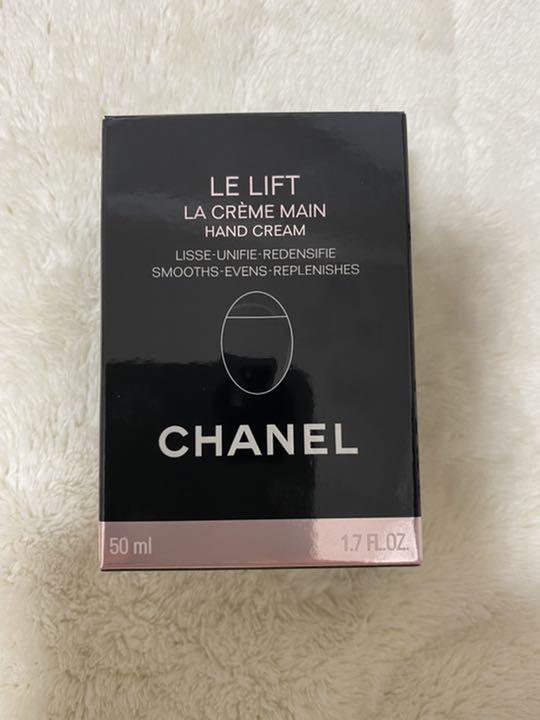 LE LIFT
LA CRÈME MAIN
HAND CREAM
LISSE-UNIFIE-REDENSIFIE
SMOOTHS-EVENS-REPLENISHES
CHANEL
50 ml 1.7 FL.OZ.